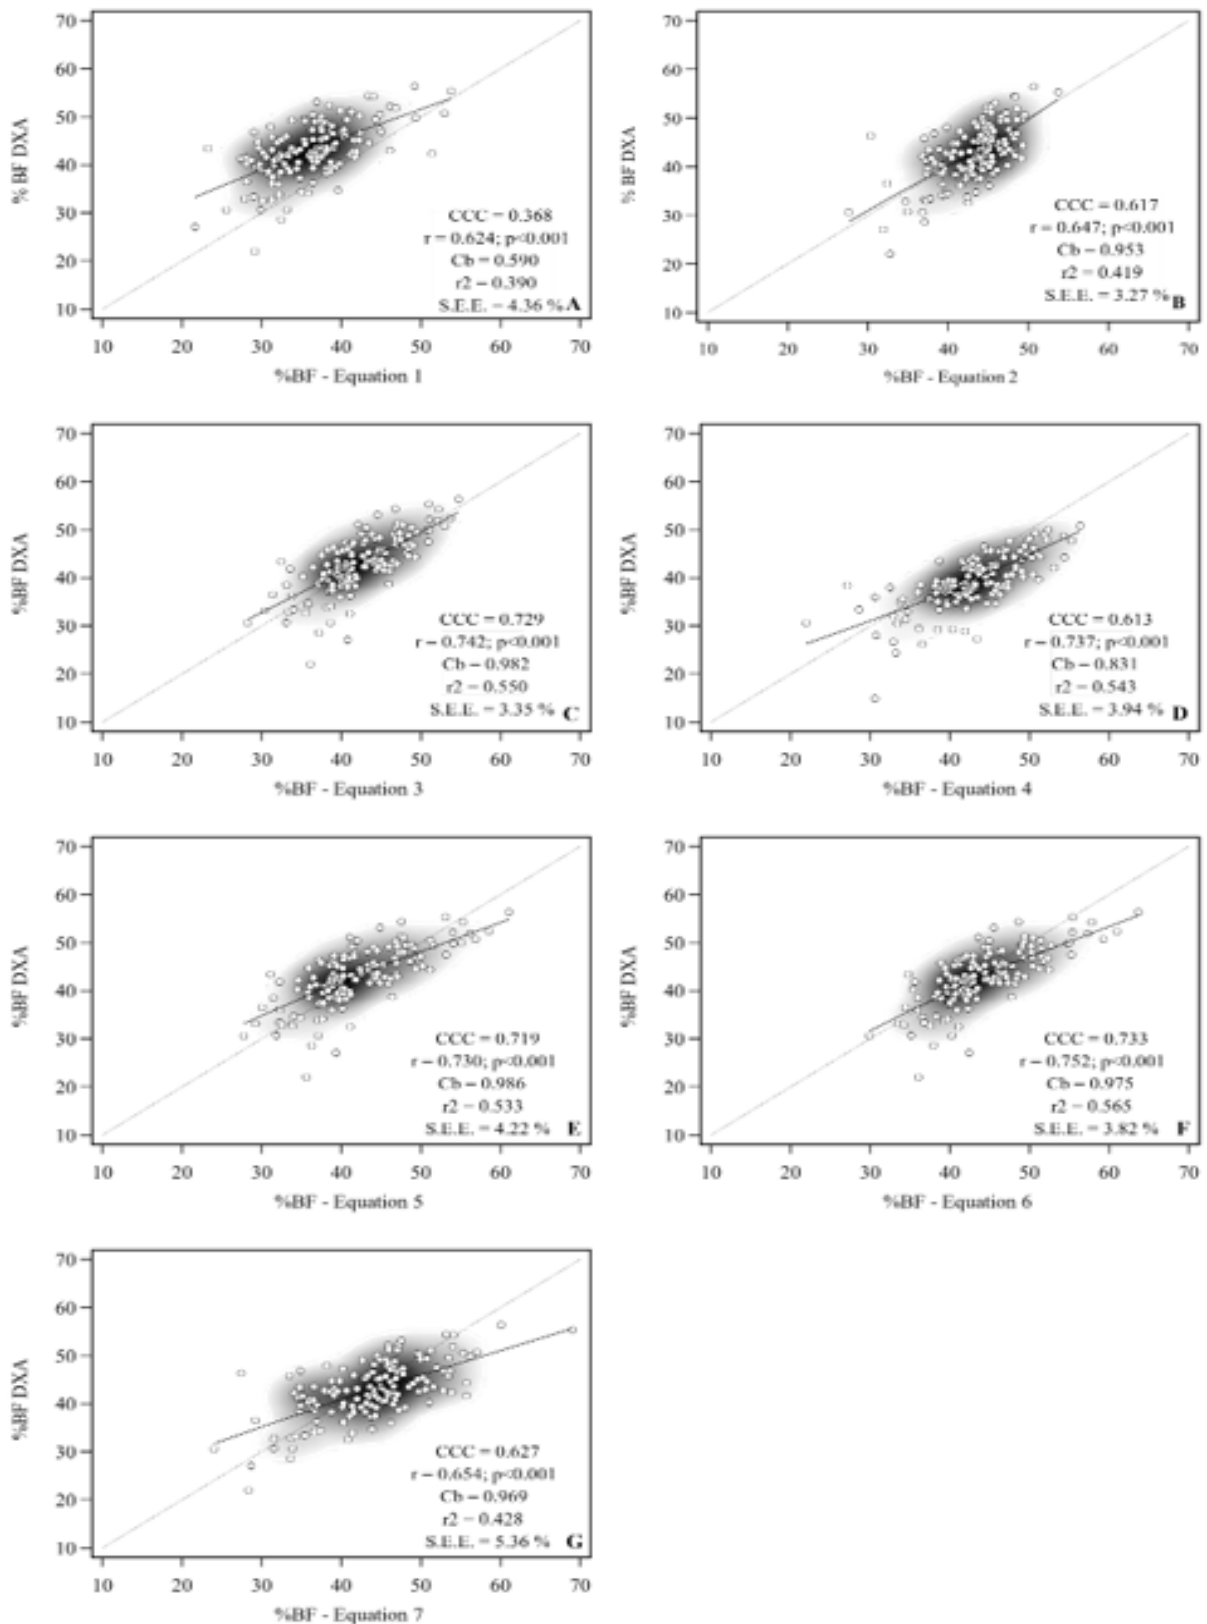 70
60
50
40
30
20
10
% BF DXA
CCC = 0.368
r = 0.624; p<0.001
Cb = 0.590
r2 = 0.390
S.E.E. = 4.36 % A
10 20 30 40 50 60 70
%BF - Equation 1
70
60
50
40
30
20
10
% BF DXA
CCC = 0.617
r = 0.647; p<0.001
Cb = 0.953
r2 = 0.419
S.E.E. = 3.27 % B
10 20 30 40 50 60 70
%BF - Equation 2
70
60
50
40
30
20
10
%BF DXA
CCC = 0.729
r = 0.742; p<0.001
Cb = 0.982
r2 = 0.550
S.E.E. = 3.35 % C
10 20 30 40 50 60 70
%BF - Equation 3
70
60
50
40
30
20
10
%BF DXA
CCC = 0.613
r = 0.737; p<0.001
Cb = 0.831
r2 = 0.543
S.E.E. = 3.94 % D
10 20 30 40 50 60 70
%BF - Equation 4
70
60
50
40
30
20
10
%BF DXA
CCC = 0.719
r = 0.730; p<0.001
Cb = 0.986
r2 = 0.533
S.E.E. = 4.22 % E
10 20 30 40 50 60 70
%BF - Equation 5
70
60
50
40
30
20
10
%BF DXA
CCC = 0.733
r = 0.752; p<0.001
Cb = 0.975
r2 = 0.565
S.E.E. = 3.82 % F
10 20 30 40 50 60 70
%BF - Equation 6
70
60
50
40
30
20
10
%BF DXA
CCC = 0.627
r = 0.654; p<0.001
Cb = 0.969
r2 = 0.428
S.E.E. = 5.36 % G
10 20 30 40 50 60 70
%BF - Equation 7